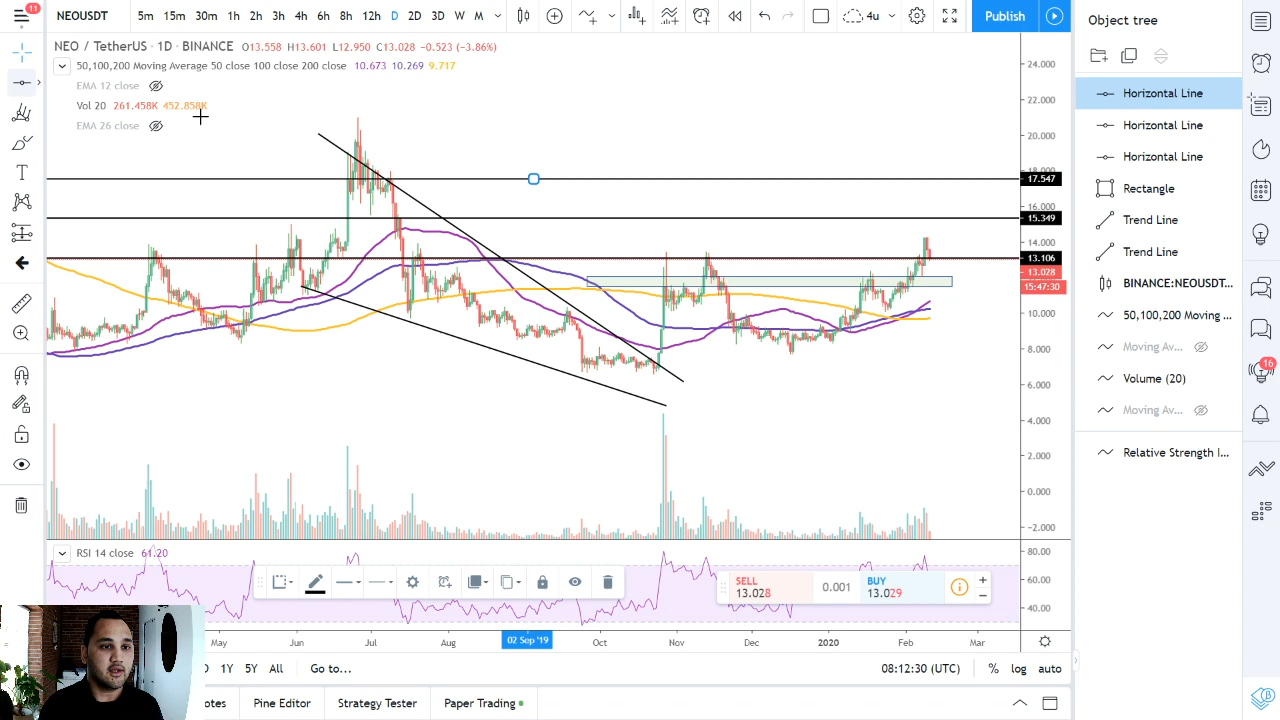 11
NEOUSDT 5m 15m 30m 1h 2h 3h 4h 6h 8h 12h D 2D 3D W M 4u Publish
Object tree
NEO / TetherUS · 1D · BINANCE O13.558 H13.601 L12.950 C13.028 −0.523 (−3.86%)
50,100,200 Moving Average 50 close 100 close 200 close 10.673 10.269 9.717
EMA 12 close
Vol 20 261.458K 452.858K
EMA 26 close
24.000
22.000
20.000
18.000
17.547
16.000
15.349
14.000
13.106
13.028
15:47:30
10.000
8.000
6.000
4.000
2.000
0.000
−2.000
Horizontal Line
Horizontal Line
Horizontal Line
Rectangle
Trend Line
Trend Line
BINANCE:NEOUSDT...
50,100,200 Moving ...
Moving Av...
Volume (20)
Moving Av...
Relative Strength I...
16
RSI 14 close 61.20
80.00
60.00
40.00
SELL
13.028
0.001
BUY
13.029
May Jun Jul Aug 02 Sep '19 Oct Nov Dec 2020 Feb Mar
1Y 5Y All Go to... 08:12:30 (UTC) % log auto
Pine Editor Strategy Tester Paper Trading